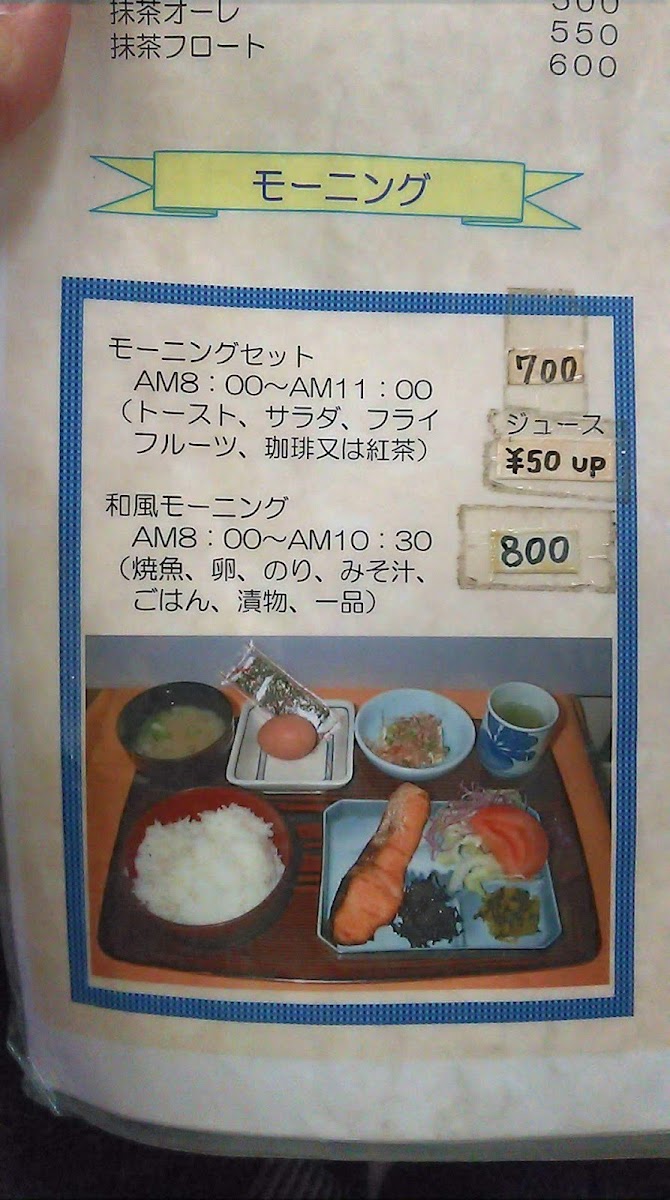 抹茶オーレ 550
抹茶フロート 600
モーニング
モーニングセット 700
AM8:00〜AM11:00
(トースト、サラダ、フライ ジュース
フルーツ、珈琲又は紅茶) ¥50 UP
和風モーニング
AM8:00〜AM10:30 800
(焼魚、卵、のり、みそ汁、
ごはん、漬物、一品)